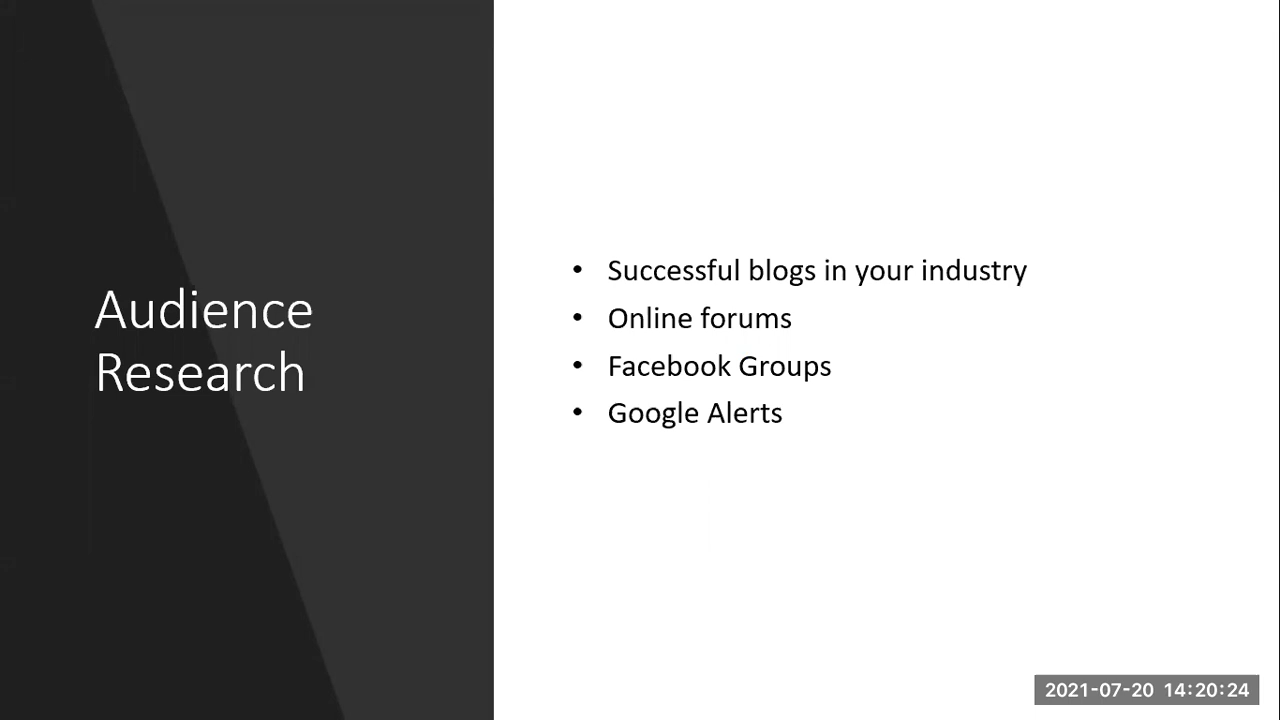 Audience
Research
• Successful blogs in your industry
• Online forums
• Facebook Groups
• Google Alerts
2021-07-20 14:20:24